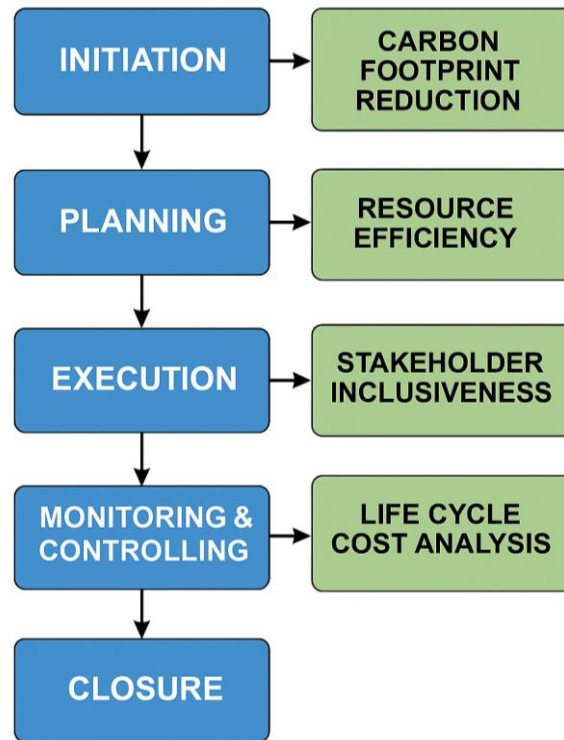 INITIATION
CARBON
FOOTPRINT
REDUCTION
PLANNING
RESOURCE
EFFICIENCY
EXECUTION
STAKEHOLDER
INCLUSIVENESS
MONITORING &
CONTROLLING
LIFE CYCLE
COST ANALYSIS
CLOSURE